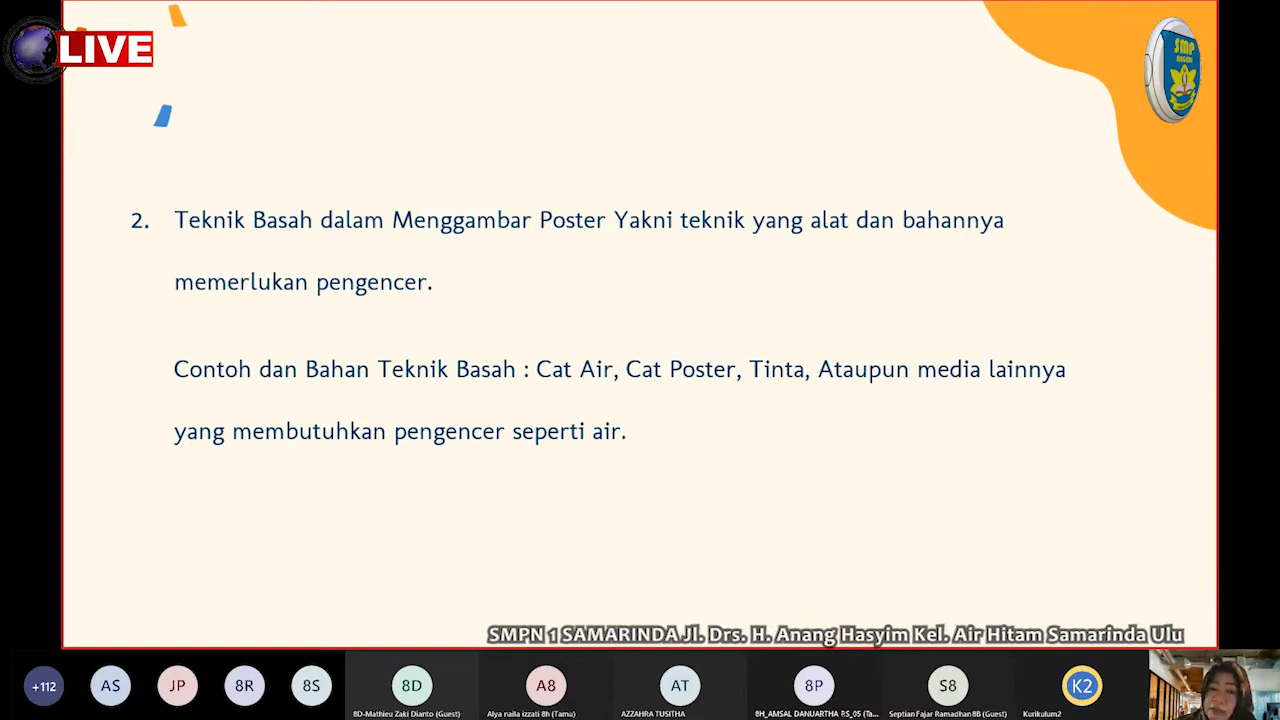 LIVE
SMP
NEGERI
2. Teknik Basah dalam Menggambar Poster Yakni teknik yang alat dan bahannya
memerlukan pengencer.
Contoh dan Bahan Teknik Basah : Cat Air, Cat Poster, Tinta, Ataupun media lainnya
yang membutuhkan pengencer seperti air.
SMPN 1 SAMARINDA Jl. Drs. H. Anang Hasyim Kel. Air Hitam Samarinda Ulu
+112 AS JP 8R 8S 8D A8 AT 8P S8 K2
8D-Mathieu Zaki Dianto (Guest) Alya naila izzati 8h (Tamu) AZZAHRA TUSITHA 8H_AMSAL DANUARTHA P.S_05 (Ta... Septian Fajar Ramadhan 8B (Guest) Kurikulum2